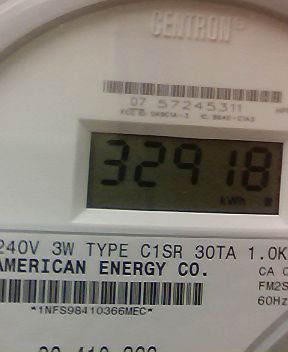 CENTRON®
07 57245311
32918
kWh
240V 3W TYPE C1SR 30TA 1.0K
AMERICAN ENERGY CO.
CA 0
FM2S
60Hz
*1NFS98410366MEC*